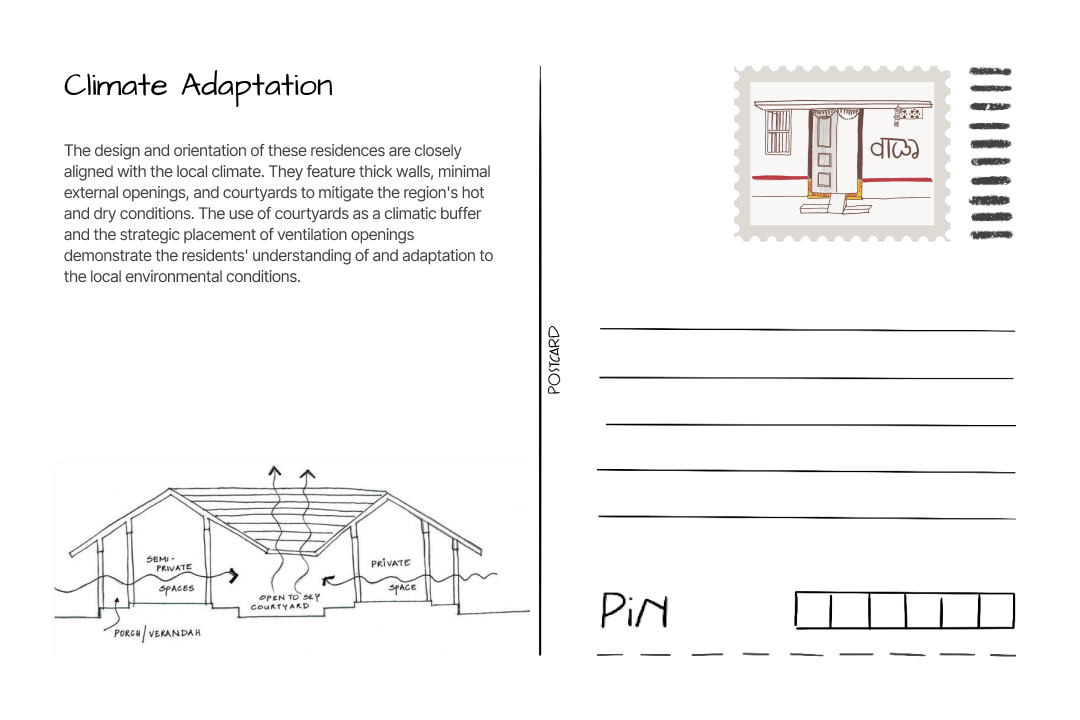 Climate Adaptation
The design and orientation of these residences are closely
aligned with the local climate. They feature thick walls, minimal
external openings, and courtyards to mitigate the region's hot
and dry conditions. The use of courtyards as a climatic buffer
and the strategic placement of ventilation openings
demonstrate the residents' understanding of and adaptation to
the local environmental conditions.
SEMI-
PRIVATE
SPACES
OPEN TO SKY
COURTYARD
PRIVATE
SPACE
PORCH/VERANDAH
POSTCARD
वाडा
PiN